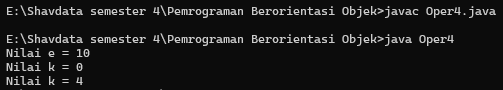 E:\Shavdata semester 4\Pemrograman Berorientasi Objek>javac Oper4.java
E:\Shavdata semester 4\Pemrograman Berorientasi Objek>java Oper4
Nilai e = 10
Nilai k = 0
Nilai k = 4